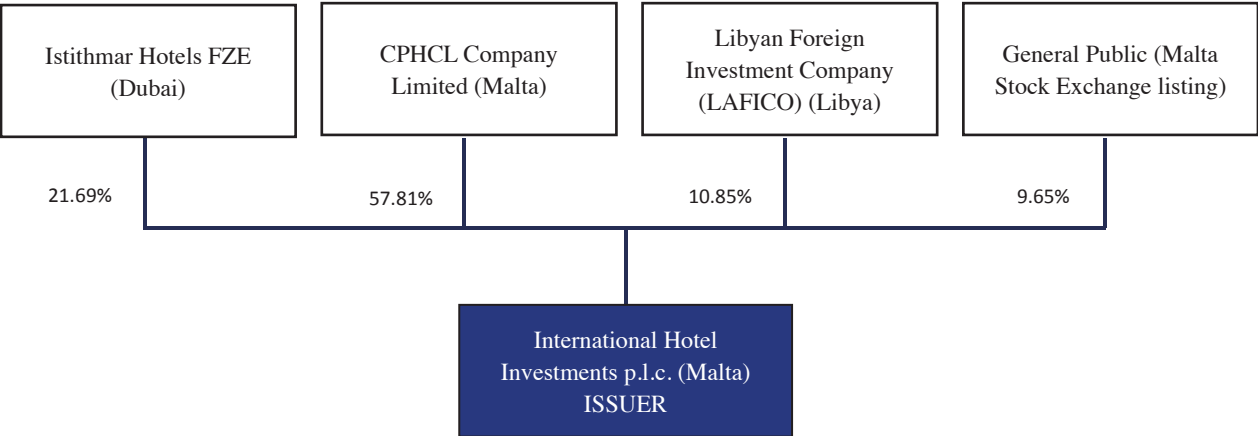 Istithmar Hotels FZE
(Dubai)
CPHCL Company
Limited (Malta)
Libyan Foreign
Investment Company
(LAFICO) (Libya)
General Public (Malta
Stock Exchange listing)
21.69%
57.81%
10.85%
9.65%
International Hotel
Investments p.l.c. (Malta)
ISSUER